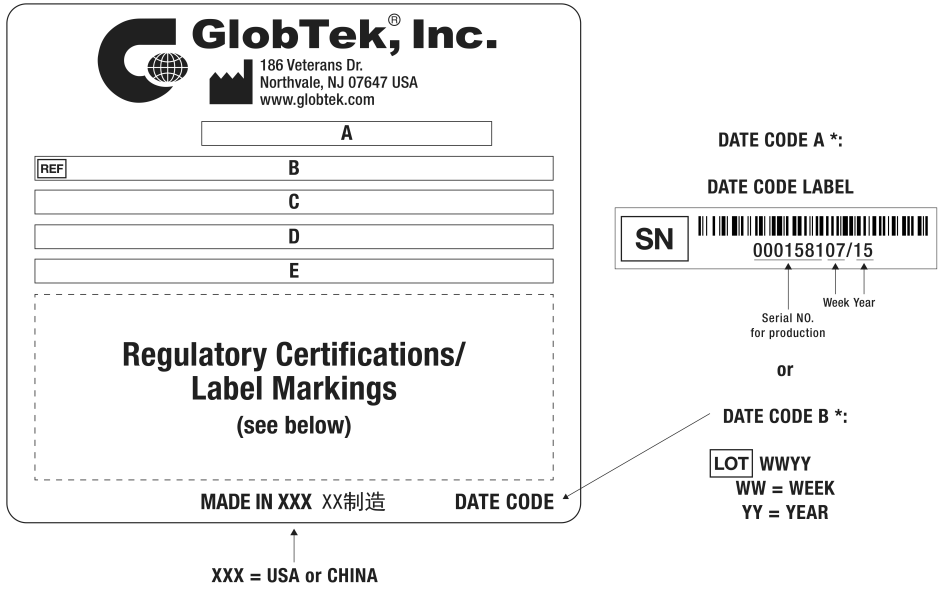 GlobTek,® Inc.
186 Veterans Dr.
Northvale, NJ 07647 USA
www.globtek.com
A
REF B
C
D
E
Regulatory Certifications/
Label Markings
(see below)
MADE IN XXX XX制造 DATE CODE
XXX = USA or CHINA
DATE CODE A *:
DATE CODE LABEL
SN
000158107/15
Week Year
Serial NO.
for production
or
DATE CODE B *:
LOT WWYY
WW = WEEK
YY = YEAR